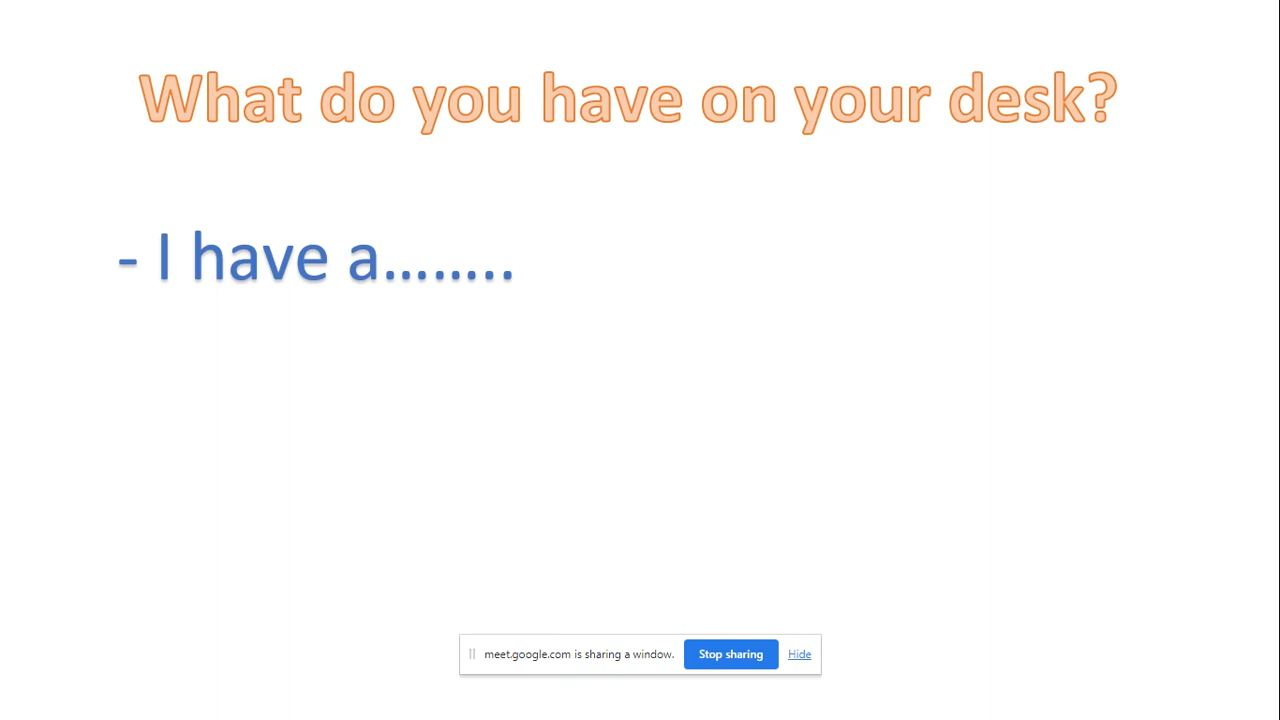 What do you have on your desk?
- I have a........
meet.google.com is sharing a window. Stop sharing Hide